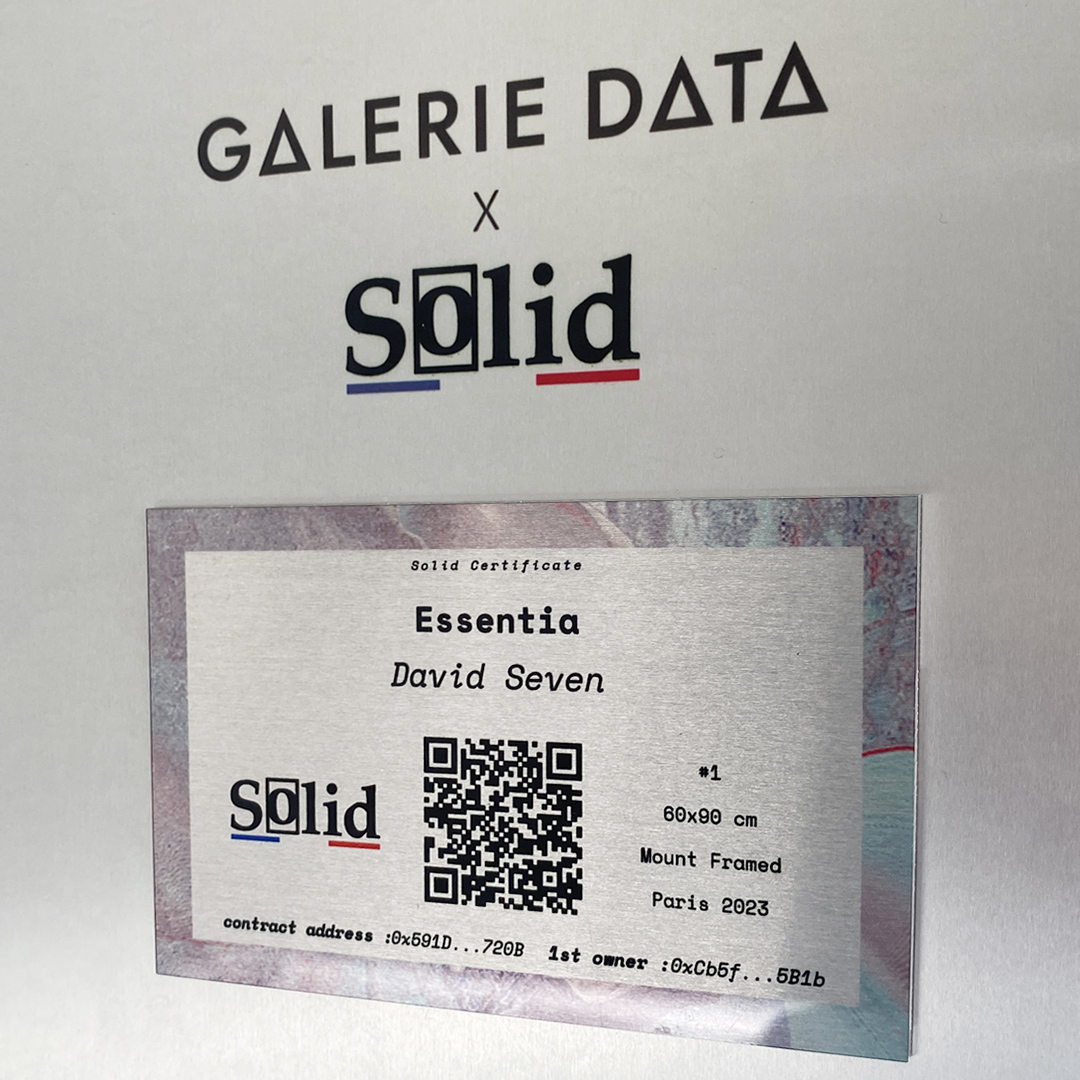 GALERIE DATA
X
Solid
Solid Certificate
Essentia
David Seven
Solid
#1
60x90 cm
Mount Framed
Paris 2023
contract address :0x591D...720B 1st owner :0xCb5f...5B1b